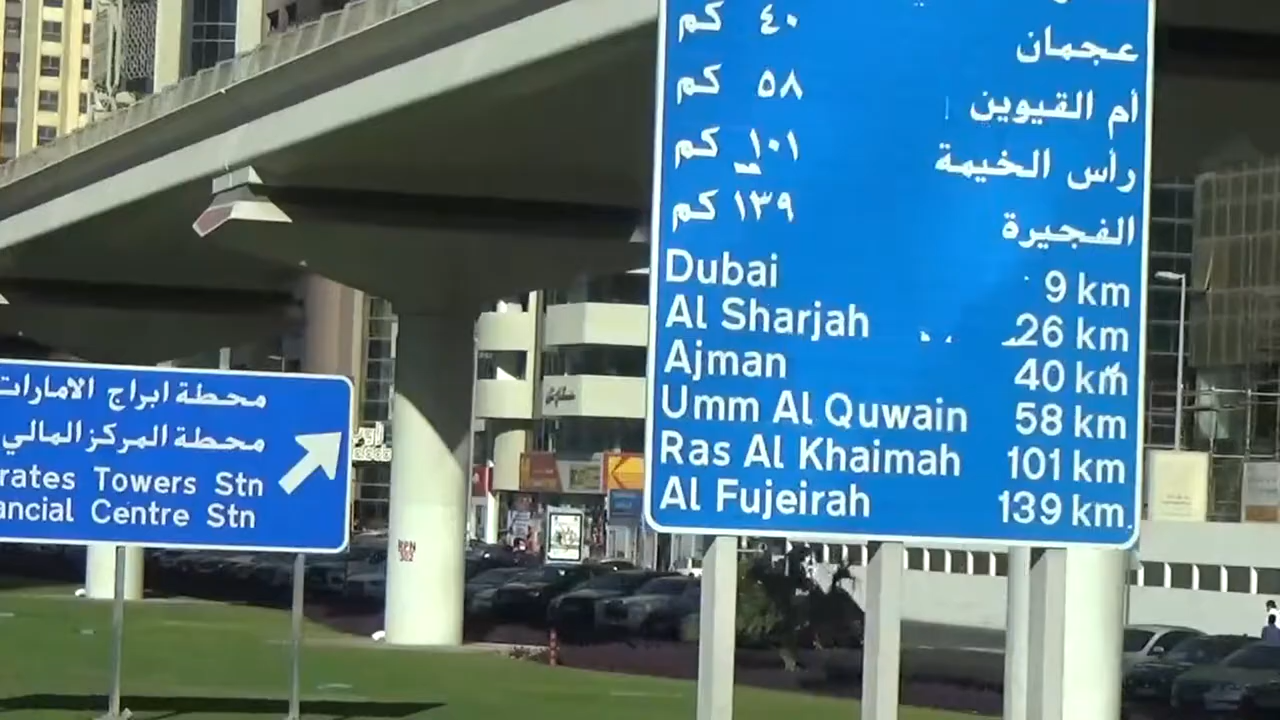 محطة ابراج الامارات
محطة المركز المالي
rates Towers Stn
ancial Centre Stn
عجمان ٤٠ كم
أم القيوين ٥٨ كم
رأس الخيمة ١٠١ كم
الفجيرة ١٣٩ كم
Dubai 9 km
Al Sharjah 26 km
Ajman 40 km
Umm Al Quwain 58 km
Ras Al Khaimah 101 km
Al Fujeirah 139 km